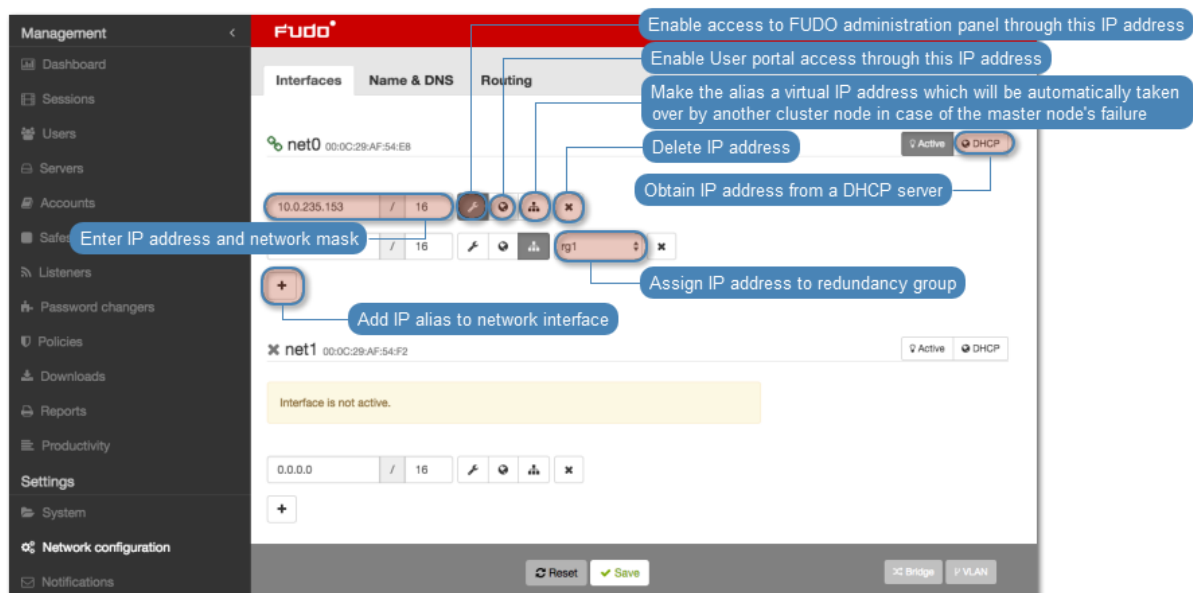 Management
Dashboard
Sessions
Users
Servers
Accounts
Safes
Listeners
Password changers
Policies
Downloads
Reports
Productivity
Settings
System
Network configuration
Notifications
FUDO
Interfaces Name & DNS Routing
Enable access to FUDO administration panel through this IP address
Enable User portal access through this IP address
Make the alias a virtual IP address which will be automatically taken
over by another cluster node in case of the master node's failure
net0 00:0C:29:AF:54:E8
Delete IP address
Active DHCP
Obtain IP address from a DHCP server
10.0.235.153 / 16
Enter IP address and network mask
/ 16 rg1
Assign IP address to redundancy group
+
Add IP alias to network interface
net1 00:0C:29:AF:54:F2
Active DHCP
Interface is not active.
0.0.0.0 / 16
+
Reset Save
Bridge VLAN